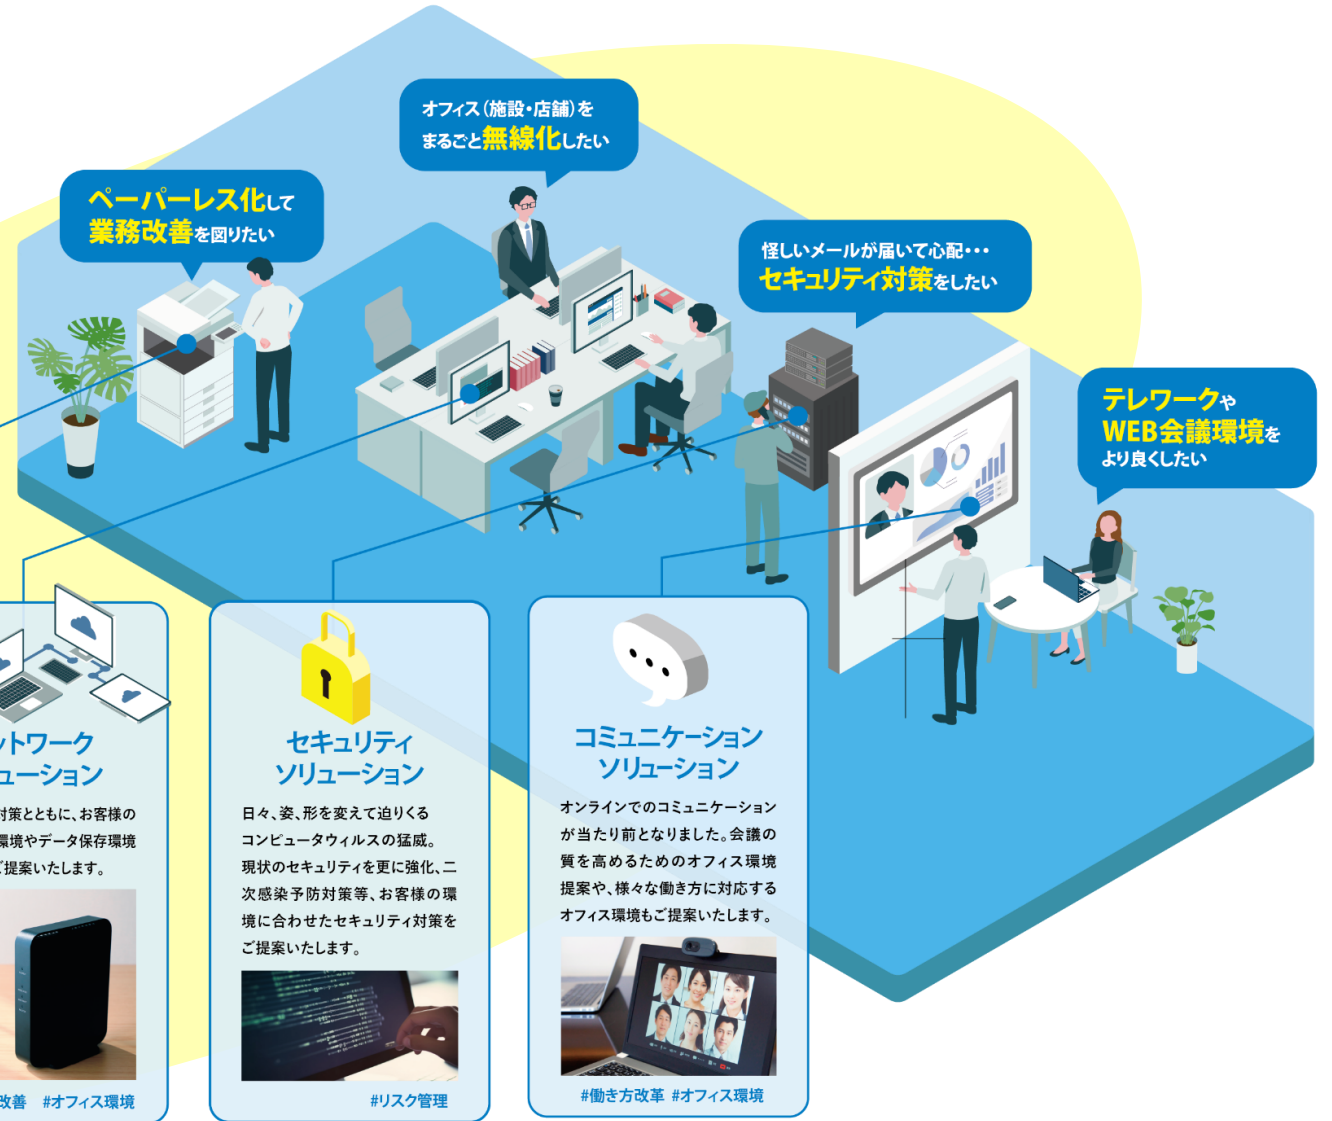 オフィス(施設・店舗)を
まるごと無線化したい
ペーパーレス化して
業務改善を図りたい
怪しいメールが届いて心配・・・
セキュリティ対策をしたい
テレワークや
WEB会議環境を
より良くしたい
トワーク
ューション
対策とともに、お客様の
環境やデータ保存環境
ご提案いたします。
改善 #オフィス環境
セキュリティ
ソリューション
日々、姿、形を変えて迫りくる
コンピュータウィルスの猛威。
現状のセキュリティを更に強化、二
次感染予防対策等、お客様の環
境に合わせたセキュリティ対策を
ご提案いたします。
#リスク管理
コミュニケーション
ソリューション
オンラインでのコミュニケーション
が当たり前となりました。会議の
質を高めるためのオフィス環境
提案や、様々な働き方に対応する
オフィス環境もご提案いたします。
#働き方改革 #オフィス環境